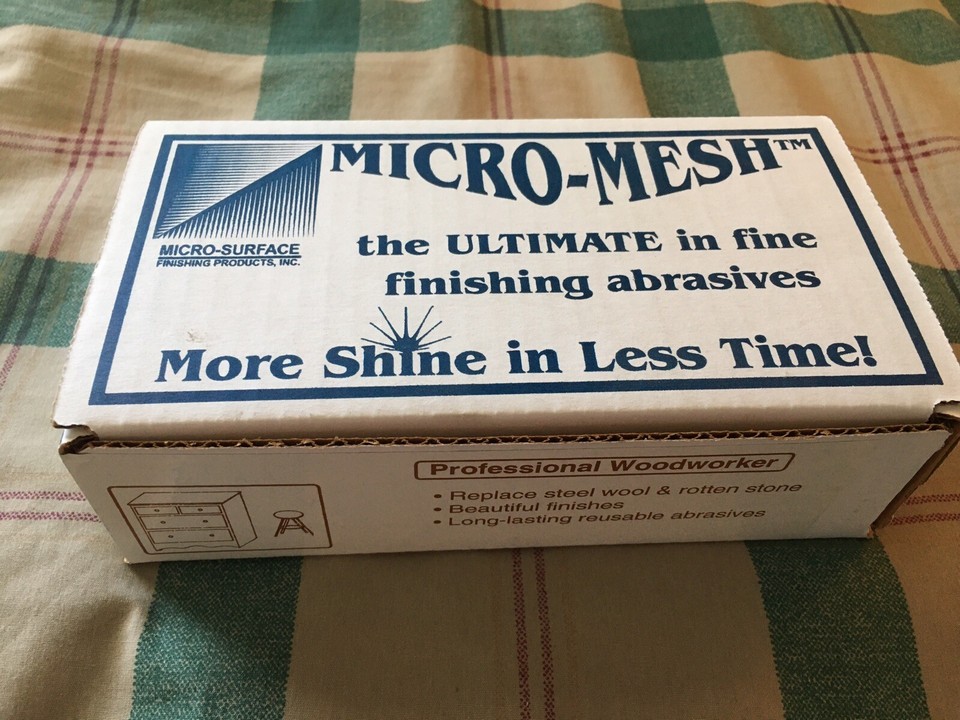 MICRO-MESH™
MICRO-SURFACE
FINISHING PRODUCTS, INC.
the ULTIMATE in fine
finishing abrasives
More Shine in Less Time!
Professional Woodworker
• Replace steel wool & rotten stone
• Beautiful finishes
• Long-lasting reusable abrasives